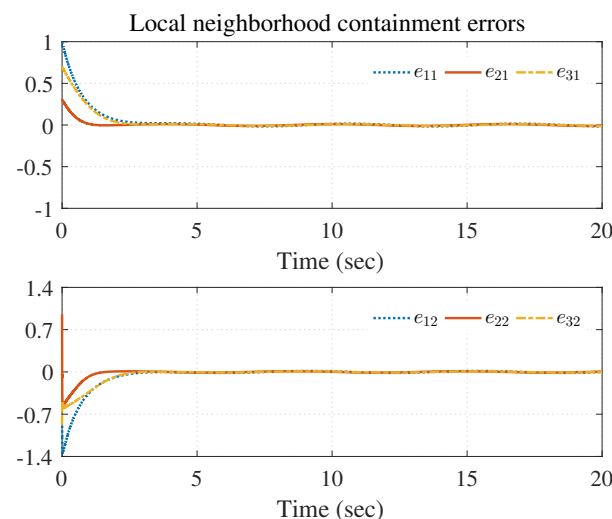 Local neighborhood containment errors
1
e11 e21 e31
0.5
0
-0.5
-1
0 5 10 15 20
Time (sec)
1.4
e12 e22 e32
0.7
0
-0.7
-1.4
0 5 10 15 20
Time (sec)